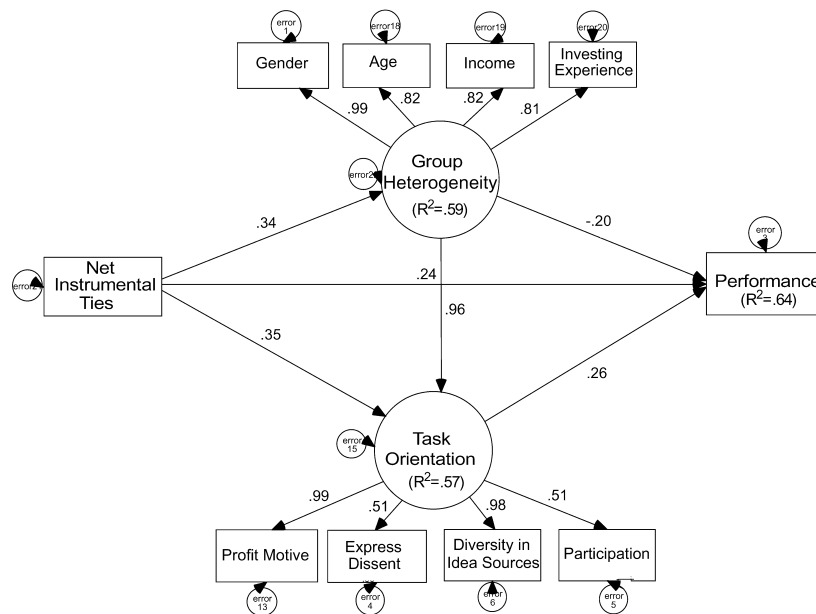 error
1
error18
error19
error20
Gender
Age
Income
Investing
Experience
.99
.82
.82
.81
Group
Heterogeneity
(R²=.59)
error2
.34
-.20
error
3
Net
Instrumental
Ties
error2
.24
Performance
(R²=.64)
.96
.35
.26
error
15
Task
Orientation
(R²=.57)
.99
.51
.98
.51
Profit Motive
Express
Dissent
Diversity in
Idea Sources
Participation
error
13
error
4
error
6
error
5